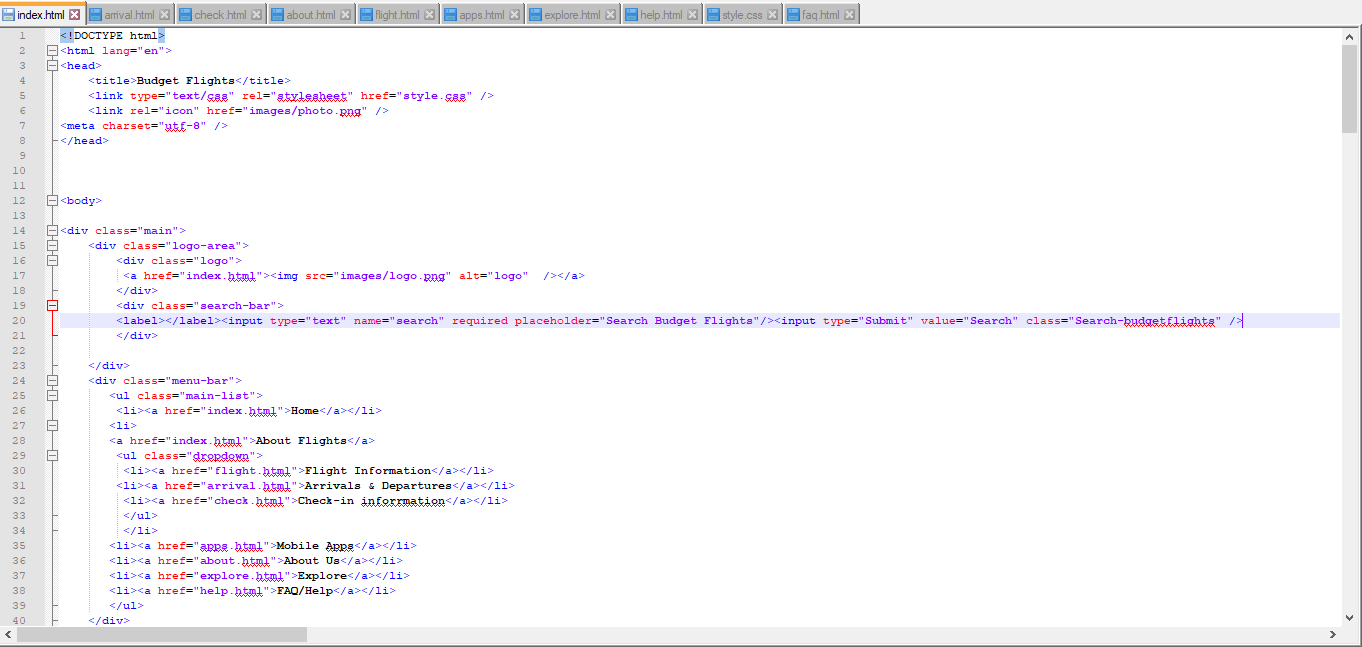 index.html arrival.html check.html about.html flight.html apps.html explore.html help.html style.css faq.html
1 <!DOCTYPE html>
2 <html lang="en">
3 <head>
4 <title>Budget Flights</title>
5 <link type="text/css" rel="stylesheet" href="style.css" />
6 <link rel="icon" href="images/photo.png" />
7 <meta charset="utf-8" />
8 </head>
9
10
11
12 <body>
13
14 <div class="main">
15 <div class="logo-area">
16 <div class="logo">
17 <a href="index.html"><img src="images/logo.png" alt="logo"  /></a>
18 </div>
19 <div class="search-bar">
20 <label></label><input type="text" name="search" required placeholder="Search Budget Flights"/><input type="Submit" value="Search" class="Search-budgetflights" />
21 </div>
22
23 </div>
24 <div class="menu-bar">
25 <ul class="main-list">
26 <li><a href="index.html">Home</a></li>
27 <li>
28 <a href="index.html">About Flights</a>
29 <ul class="dropdown">
30 <li><a href="flight.html">Flight Information</a></li>
31 <li><a href="arrival.html">Arrivals & Departures</a></li>
32 <li><a href="check.html">Check-in inforrmation</a></li>
33 </ul>
34 </li>
35 <li><a href="apps.html">Mobile Apps</a></li>
36 <li><a href="about.html">About Us</a></li>
37 <li><a href="explore.html">Explore</a></li>
38 <li><a href="help.html">FAQ/Help</a></li>
39 </ul>
40 </div>